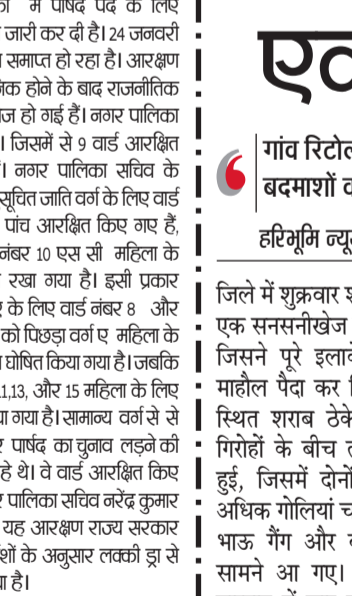 में पार्षद पद के लिए
जारी कर दी है। 24 जनवरी
समाप्त हो रहा है। आरक्षण
होने के बाद राजनीतिक
हो गई हैं। नगर पालिका
। जिसमें से 9 वार्ड आरक्षित
। नगर पालिका सचिव के
जाति वर्ग के लिए वार्ड
पांच आरक्षित किए गए हैं,
नंबर 10 एस सी महिला के
रखा गया है। इसी प्रकार
के लिए वार्ड नंबर 8 और
को पिछड़ा वर्ग ए महिला के
घोषित किया गया है। जबकि
11,13, और 15 महिला के लिए
गया है। सामान्य वर्ग से से
पार्षद का चुनाव लड़ने की
थे। वे वार्ड आरक्षित किए
पालिका सचिव नरेंद्र कुमार
यह आरक्षण राज्य सरकार
के अनुसार लक्की ड्रा से
है।
गांव
बदमाशों
हरिभूमि
जिले में शुक्रवार
एक सनसनीखेज
जिसने पूरे
माहौल पैदा कर
स्थित शराब ठेके
गिरोहों के बीच
हुई, जिसमें दोनों
अधिक गोलियां
भाऊ गैंग और
सामने आ गए।